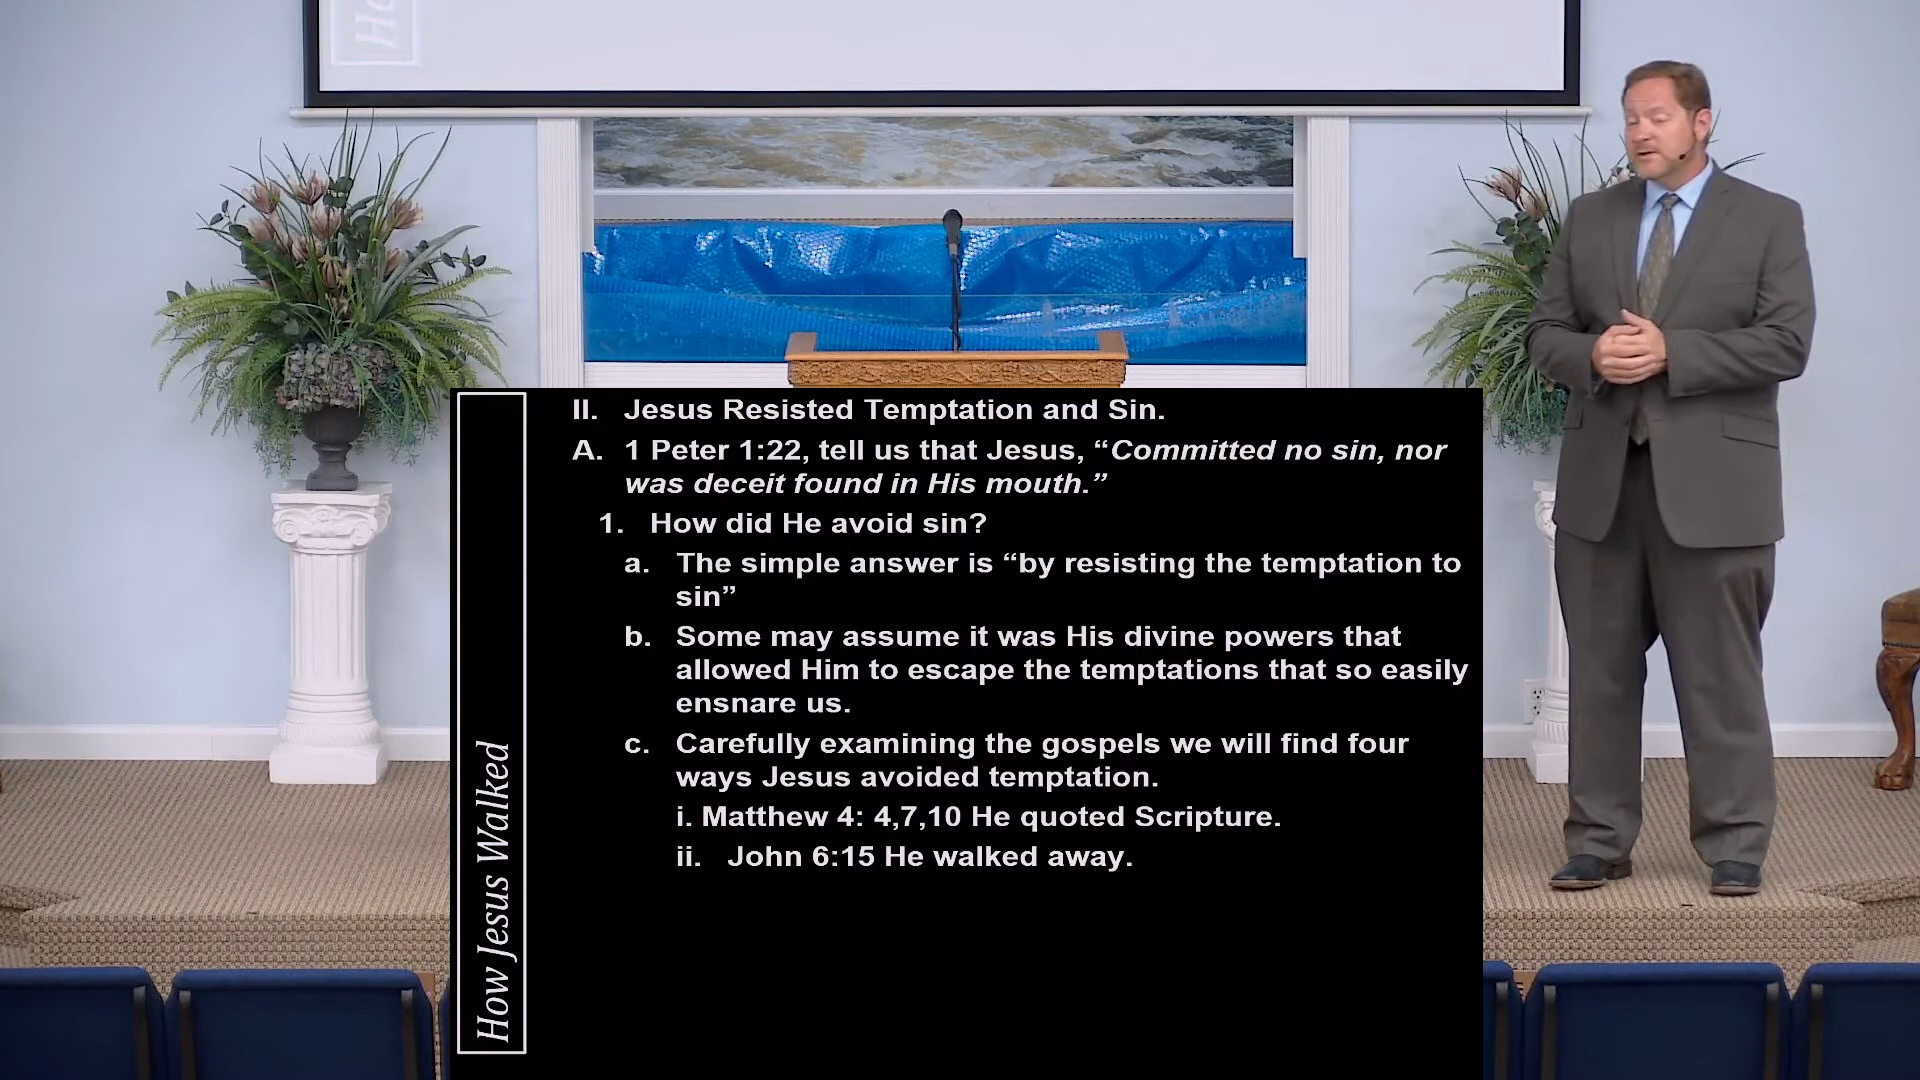 Ho
II. Jesus Resisted Temptation and Sin.
A. 1 Peter 1:22, tell us that Jesus, “Committed no sin, nor
was deceit found in His mouth.”
1. How did He avoid sin?
a. The simple answer is “by resisting the temptation to
sin”
b. Some may assume it was His divine powers that
allowed Him to escape the temptations that so easily
ensnare us.
c. Carefully examining the gospels we will find four
ways Jesus avoided temptation.
i. Matthew 4: 4,7,10 He quoted Scripture.
ii. John 6:15 He walked away.
How Jesus Walked